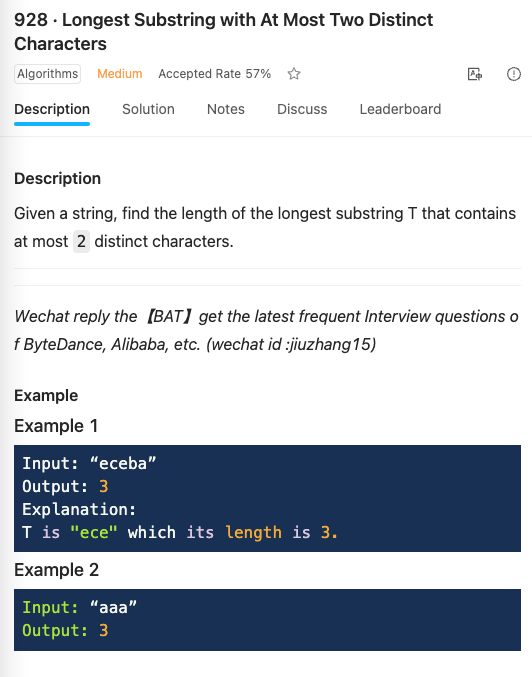 928 · Longest Substring with At Most Two Distinct
Characters
Algorithms Medium Accepted Rate 57%
Description Solution Notes Discuss Leaderboard
Description
Given a string, find the length of the longest substring T that contains
at most 2 distinct characters.
Wechat reply the 【BAT】 get the latest frequent Interview questions o
f ByteDance, Alibaba, etc. (wechat id :jiuzhang15)
Example
Example 1
Input: “eceba”
Output: 3
Explanation:
T is "ece" which its length is 3.
Example 2
Input: “aaa”
Output: 3